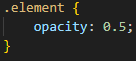 .element {
    opacity: 0.5;
}